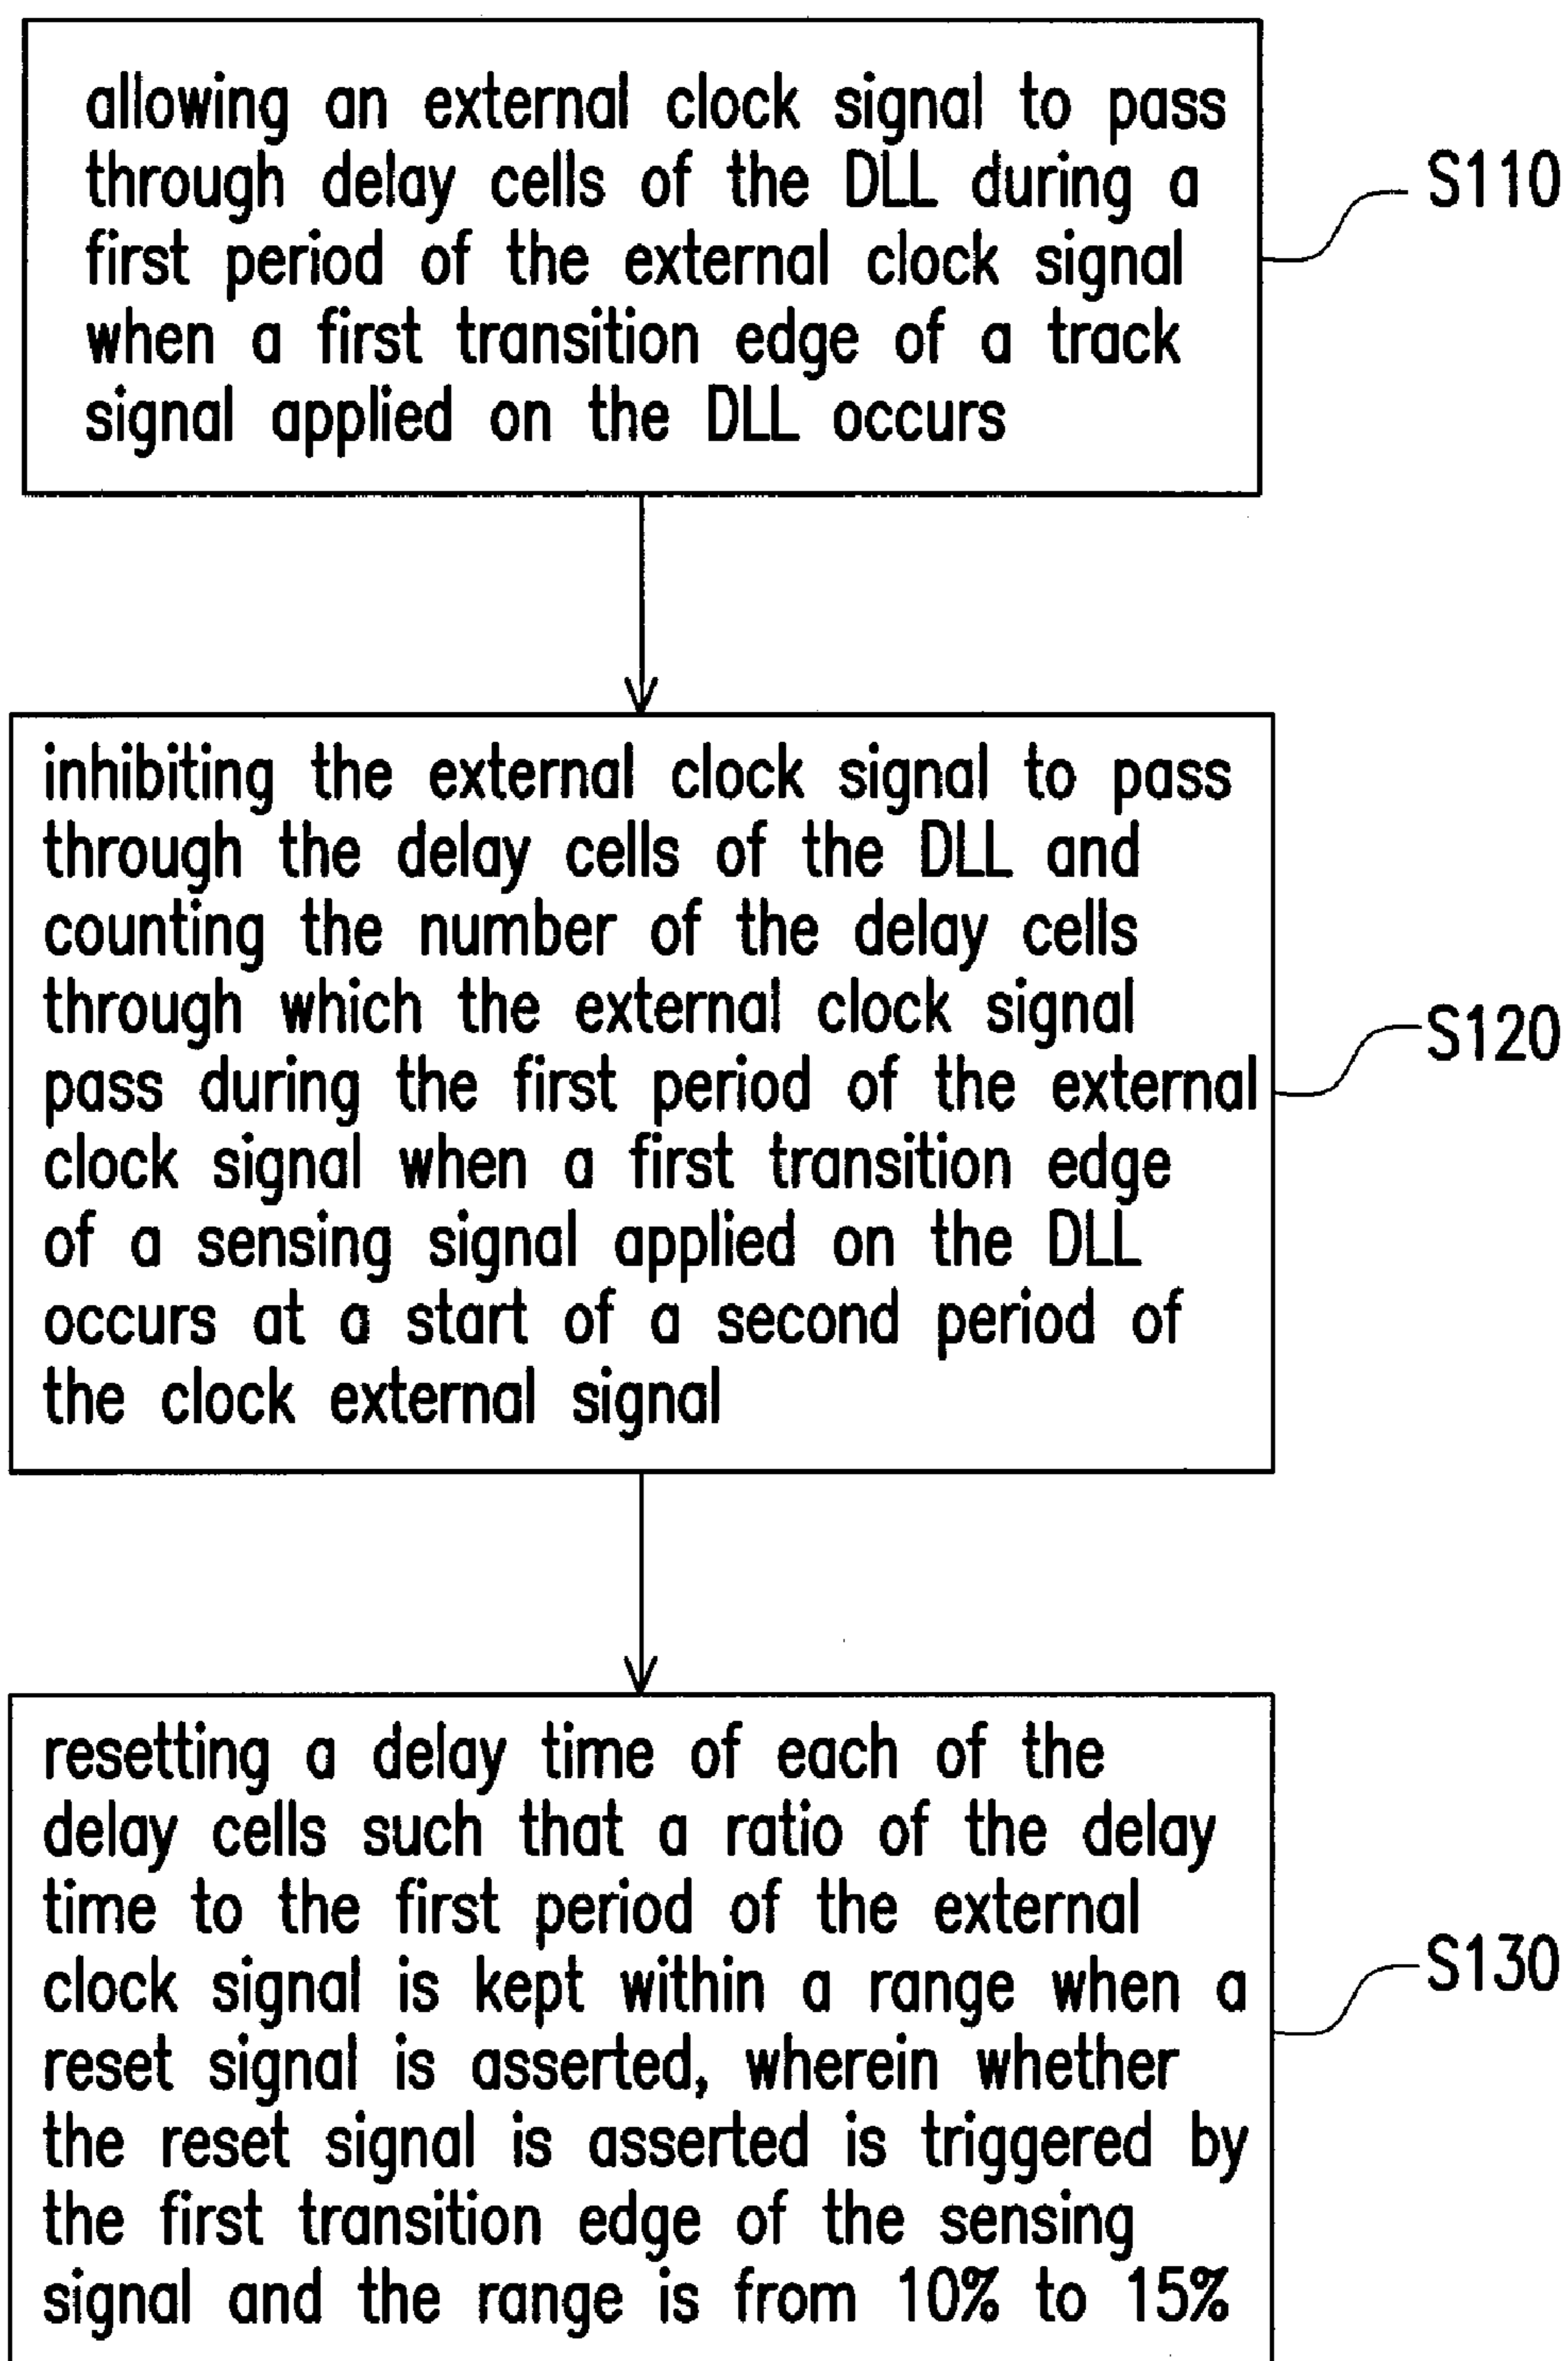 allowing an external clock signal to pass
through delay cells of the DLL during a
first period of the external clock signal
when a first transition edge of a track
signal applied on the DLL occurs
S110
inhibiting the external clock signal to pass
through the delay cells of the DLL and
counting the number of the delay cells
through which the external clock signal
pass during the first period of the external
clock signal when a first transition edge
of a sensing signal applied on the DLL
occurs at a start of a second period of
the clock external signal
S120
resetting a delay time of each of the
delay cells such that a ratio of the delay
time to the first period of the external
clock signal is kept within a range when a
reset signal is asserted, wherein whether
the reset signal is asserted is triggered by
the first transition edge of the sensing
signal and the range is from 10% to 15%
S130